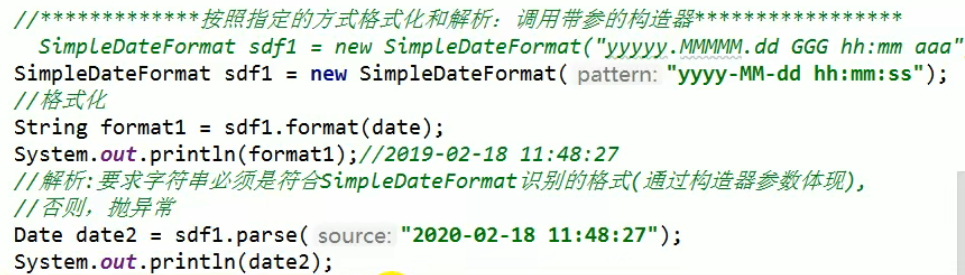 //*************按照指定的方式格式化和解析：调用带参的构造器*****************
SimpleDateFormat sdf1 = new SimpleDateFormat("yyyyy.MMMMM.dd GGG hh:mm aaa"
SimpleDateFormat sdf1 = new SimpleDateFormat( pattern: "yyyy-MM-dd hh:mm:ss");
//格式化
String format1 = sdf1.format(date);
System.out.println(format1);//2019-02-18 11:48:27
//解析:要求字符串必须是符合SimpleDateFormat识别的格式(通过构造器参数体现),
//否则，抛异常
Date date2 = sdf1.parse( source: "2020-02-18 11:48:27");
System.out.println(date2);